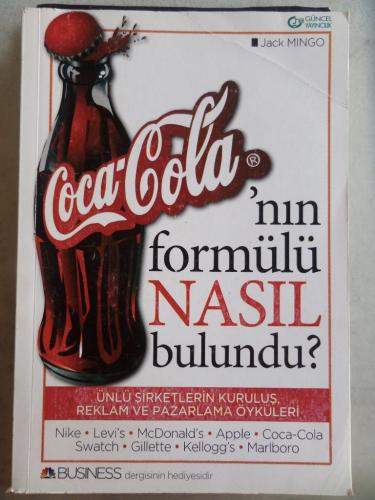 GÜNCEL
YAYINCILIK
Jack MINGO
Coca-Cola ®
'nın
formülü
NASIL
bulundu?
ÜNLÜ ŞİRKETLERİN KURULUŞ,
REKLAM VE PAZARLAMA ÖYKÜLERİ
Nike • Levi's • McDonald's • Apple • Coca-Cola
Swatch • Gillette • Kellogg's • Marlboro
BUSINESS dergisinin hediyesidir